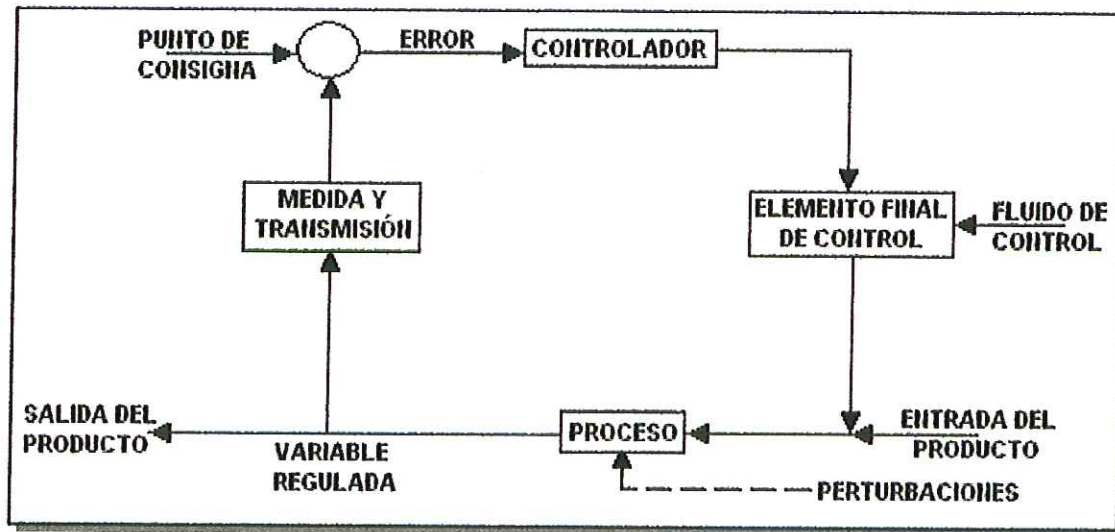 PUNTO DE
CONSIGNA
ERROR
CONTROLADOR
MEDIDA Y
TRANSMISIÓN
ELEMENTO FINAL
DE CONTROL
FLUIDO DE
CONTROL
SALIDA DEL
PRODUCTO
VARIABLE
REGULADA
PROCESO
ENTRADA DEL
PRODUCTO
PERTURBACIONES